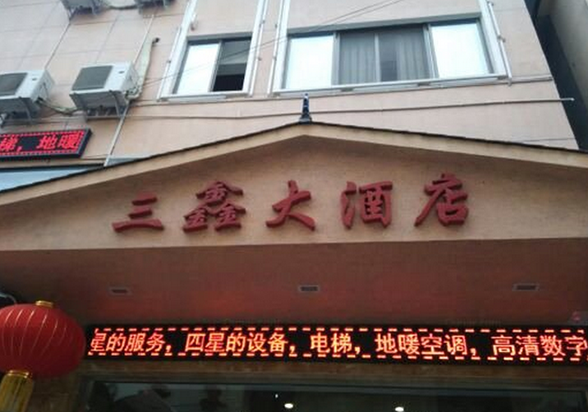 梯，地暖
三鑫大酒店
星的服务，四星的设备，电梯，地暖空调，高清数字